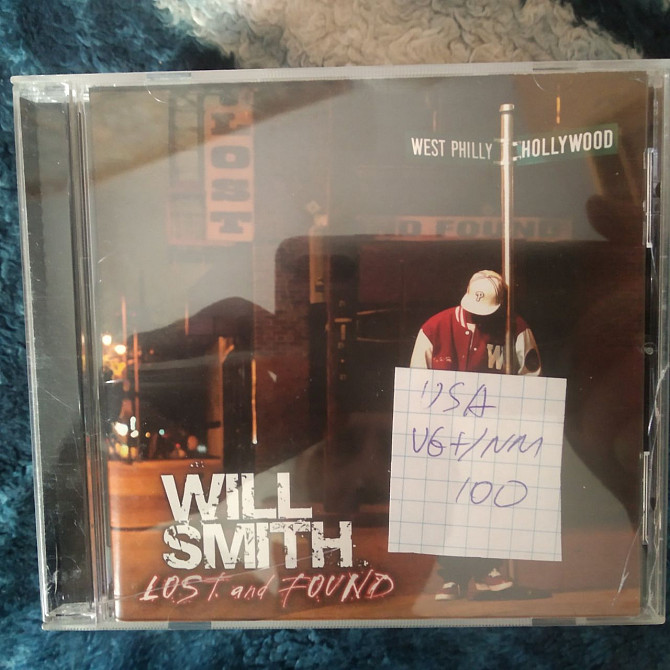 LOST
WEST PHILLY HOLLYWOOD
D FOUND
P
W
USA
VG+/NM
100
WILL
SMITH
LOST and FOUND